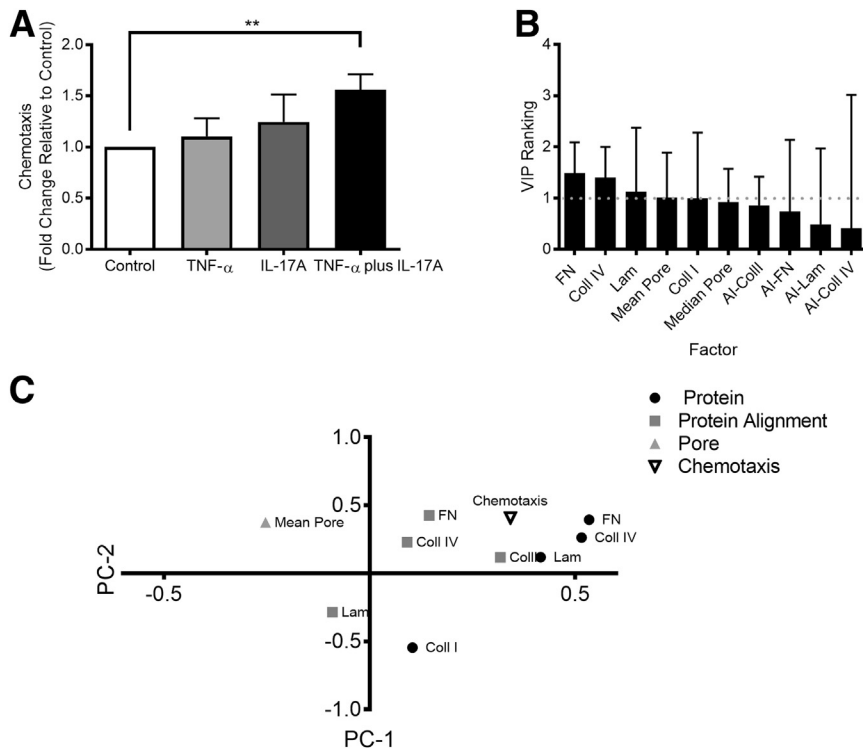 A
Chemotaxis
(Fold Change Relative to Control)
2.0
1.5
1.0
0.5
0.0
**
Control
TNF-α
IL-17A
TNF-α plus IL-17A
B
VIP Ranking
4
3
2
1
0
FN
Coll IV
Lam
Mean Pore
Coll I
Median Pore
AI-CollI
AI-FN
AI-Lam
AI-Coll IV
Factor
C
Protein
Protein Alignment
Pore
Chemotaxis
1.0
0.5
-0.5
-1.0
-0.5
0.5
PC-2
PC-1
Mean Pore
FN
Coll IV
Chemotaxis
FN
Coll IV
CollI
Lam
Lam
Coll I